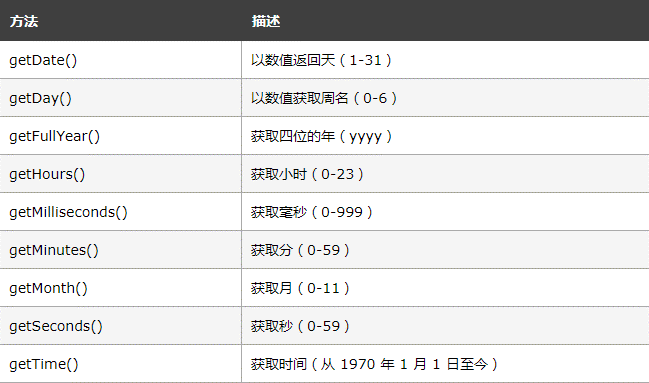 方法 描述
getDate() 以数值返回天（1-31）
getDay() 以数值获取周名（0-6）
getFullYear() 获取四位的年（yyyy）
getHours() 获取小时（0-23）
getMilliseconds() 获取毫秒（0-999）
getMinutes() 获取分（0-59）
getMonth() 获取月（0-11）
getSeconds() 获取秒（0-59）
getTime() 获取时间（从 1970 年 1 月 1 日至今）